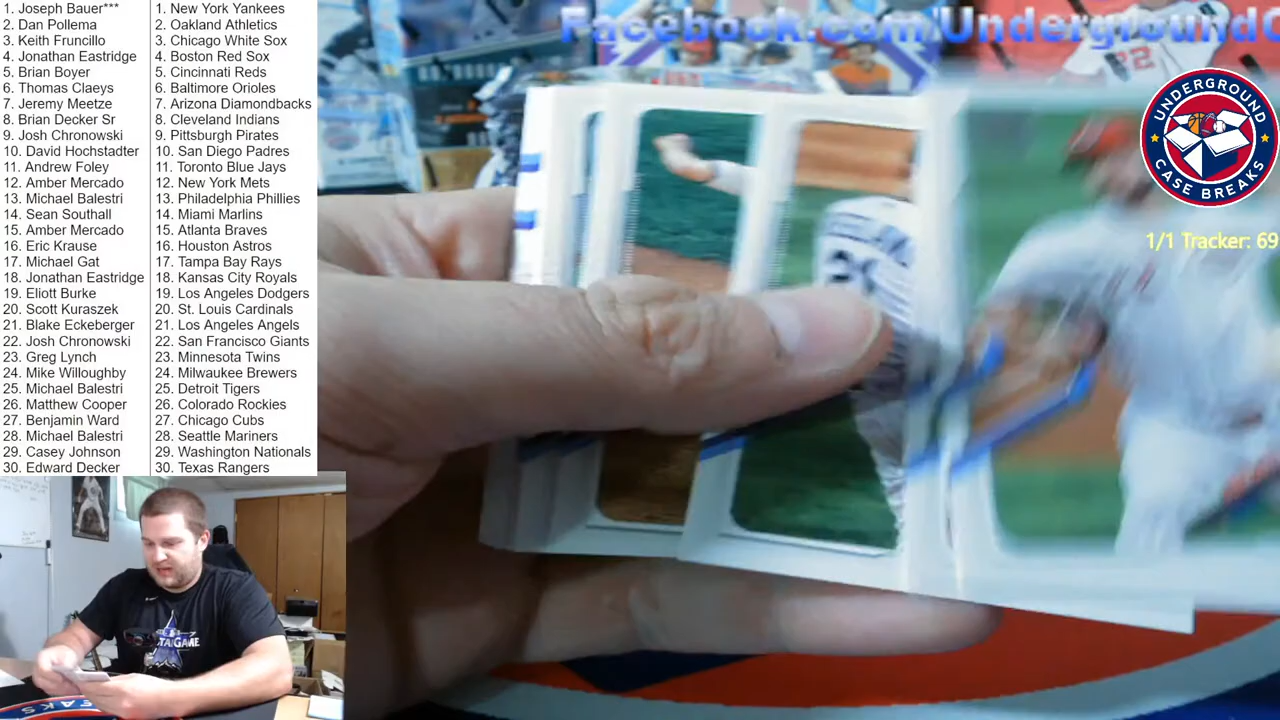 1. Joseph Bauer***
2. Dan Pollema
3. Keith Fruncillo
4. Jonathan Eastridge
5. Brian Boyer
6. Thomas Claeys
7. Jeremy Meetze
8. Brian Decker Sr
9. Josh Chronowski
10. David Hochstadter
11. Andrew Foley
12. Amber Mercado
13. Michael Balestri
14. Sean Southall
15. Amber Mercado
16. Eric Krause
17. Michael Gat
18. Jonathan Eastridge
19. Eliott Burke
20. Scott Kuraszek
21. Blake Eckeberger
22. Josh Chronowski
23. Greg Lynch
24. Mike Willoughby
25. Michael Balestri
26. Matthew Cooper
27. Benjamin Ward
28. Michael Balestri
29. Casey Johnson
30. Edward Decker
1. New York Yankees
2. Oakland Athletics
3. Chicago White Sox
4. Boston Red Sox
5. Cincinnati Reds
6. Baltimore Orioles
7. Arizona Diamondbacks
8. Cleveland Indians
9. Pittsburgh Pirates
10. San Diego Padres
11. Toronto Blue Jays
12. New York Mets
13. Philadelphia Phillies
14. Miami Marlins
15. Atlanta Braves
16. Houston Astros
17. Tampa Bay Rays
18. Kansas City Royals
19. Los Angeles Dodgers
20. St. Louis Cardinals
21. Los Angeles Angels
22. San Francisco Giants
23. Minnesota Twins
24. Milwaukee Brewers
25. Detroit Tigers
26. Colorado Rockies
27. Chicago Cubs
28. Seattle Mariners
29. Washington Nationals
30. Texas Rangers
Facebook.com/UndergroundC
UNDERGROUND
CASE BREAKS
1/1 Tracker: 69
22
GAME
BREAKS